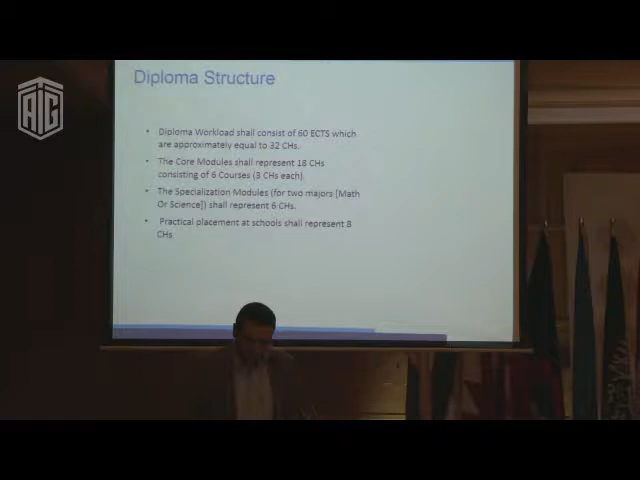 AIG
Diploma Structure
• Diploma Workload shall consist of 60 ECTS which
are approximately equal to 32 CHs.
• The Core Modules shall represent 18 CHs
consisting of 6 Courses (3 CHs each).
• The Specialization Modules (for two majors [Math
Or Science]) shall represent 6 CHs.
• Practical placement at schools shall represent 8
CHs